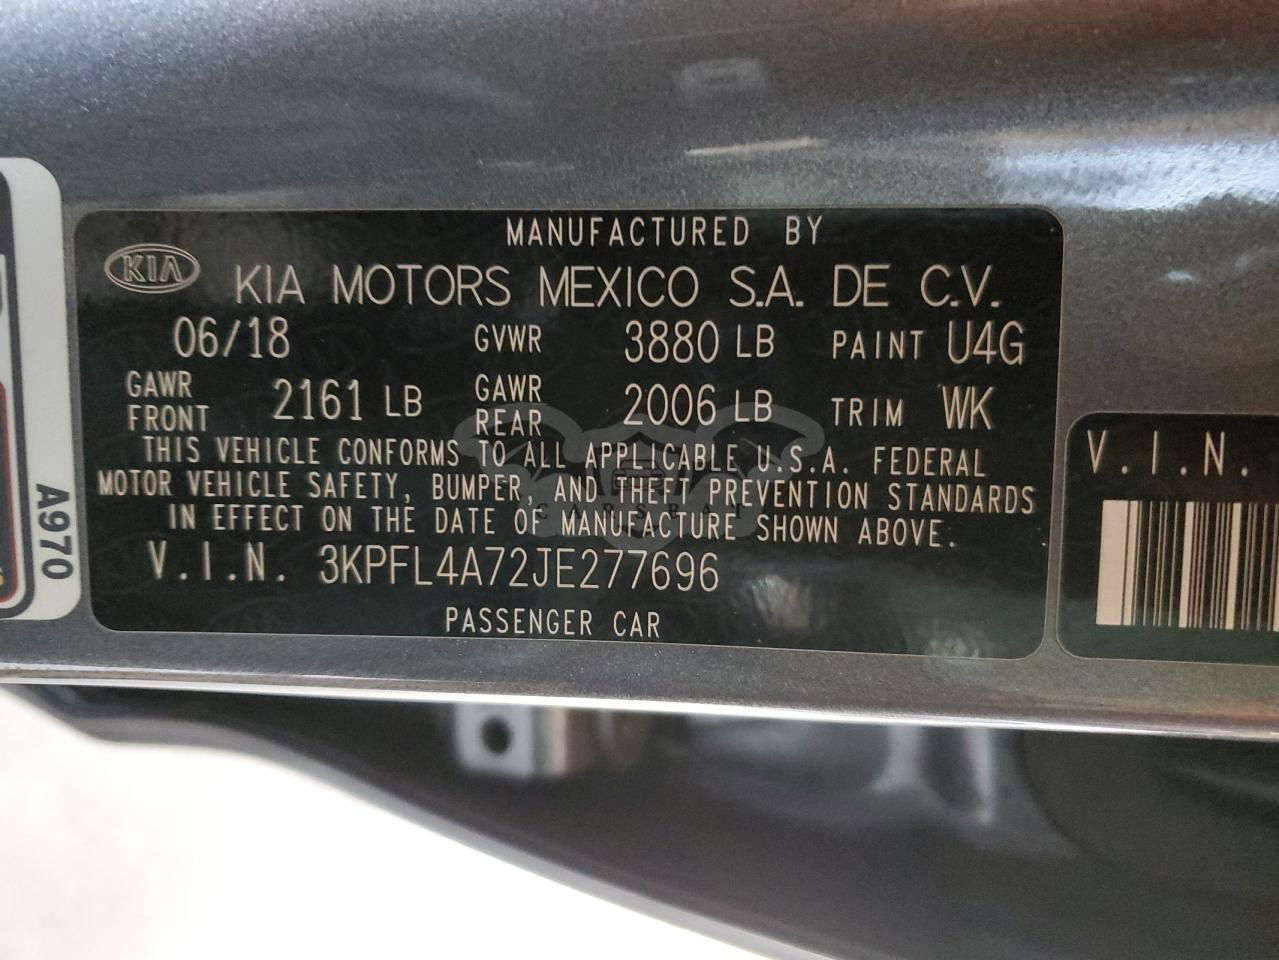 MANUFACTURED BY
KIA KIA MOTORS MEXICO S.A. DE C.V.
06/18 GVWR 3880 LB PAINT U4G
GAWR FRONT 2161 LB GAWR REAR 2006 LB TRIM WK
THIS VEHICLE CONFORMS TO ALL APPLICABLE U.S.A. FEDERAL
MOTOR VEHICLE SAFETY, BUMPER, AND THEFT PREVENTION STANDARDS
IN EFFECT ON THE DATE OF MANUFACTURE SHOWN ABOVE.
V.I.N. 3KPFL4A72JE277696
PASSENGER CAR
V.I.N.
A970
CARSBAT